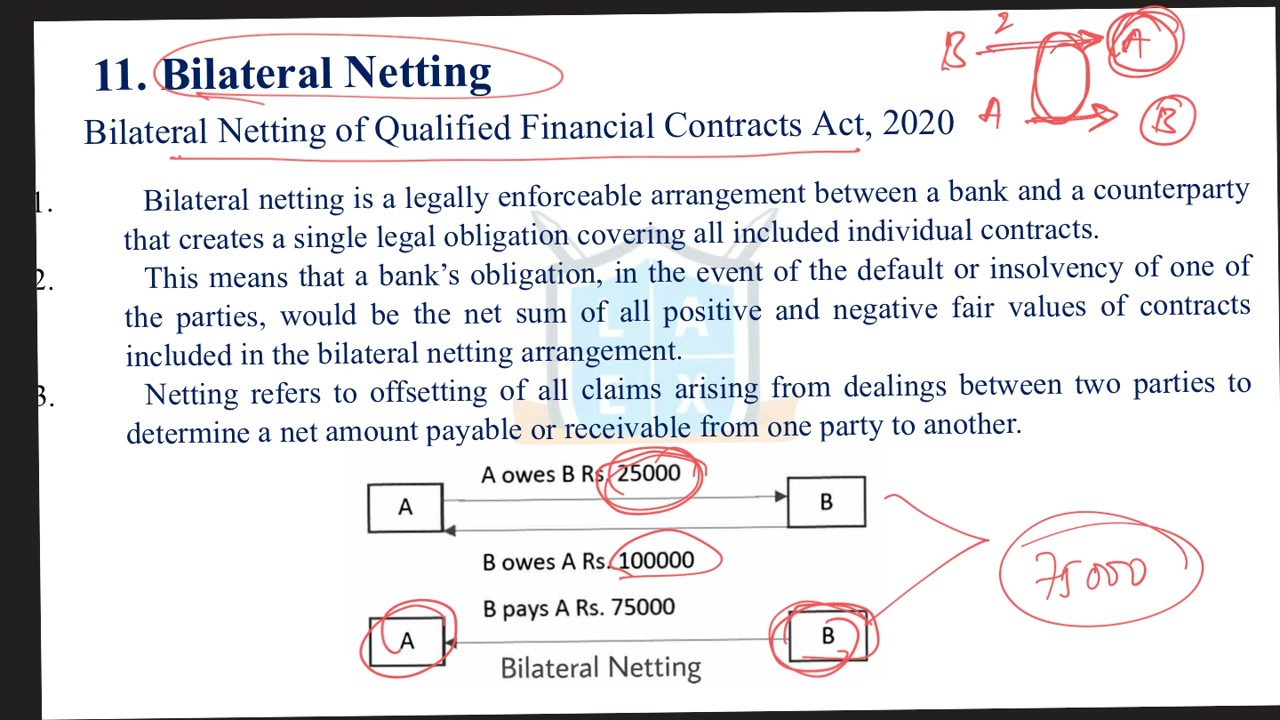 11. Bilateral Netting
B 2 A
A B
Bilateral Netting of Qualified Financial Contracts Act, 2020
1. Bilateral netting is a legally enforceable arrangement between a bank and a counterparty
that creates a single legal obligation covering all included individual contracts.
2. This means that a bank’s obligation, in the event of the default or insolvency of one of
the parties, would be the net sum of all positive and negative fair values of contracts
included in the bilateral netting arrangement.
3. Netting refers to offsetting of all claims arising from dealings between two parties to
determine a net amount payable or receivable from one party to another.
L A
E X
A owes B Rs. 25000
A B
B owes A Rs. 100000
75000
B pays A Rs. 75000
A B
Bilateral Netting